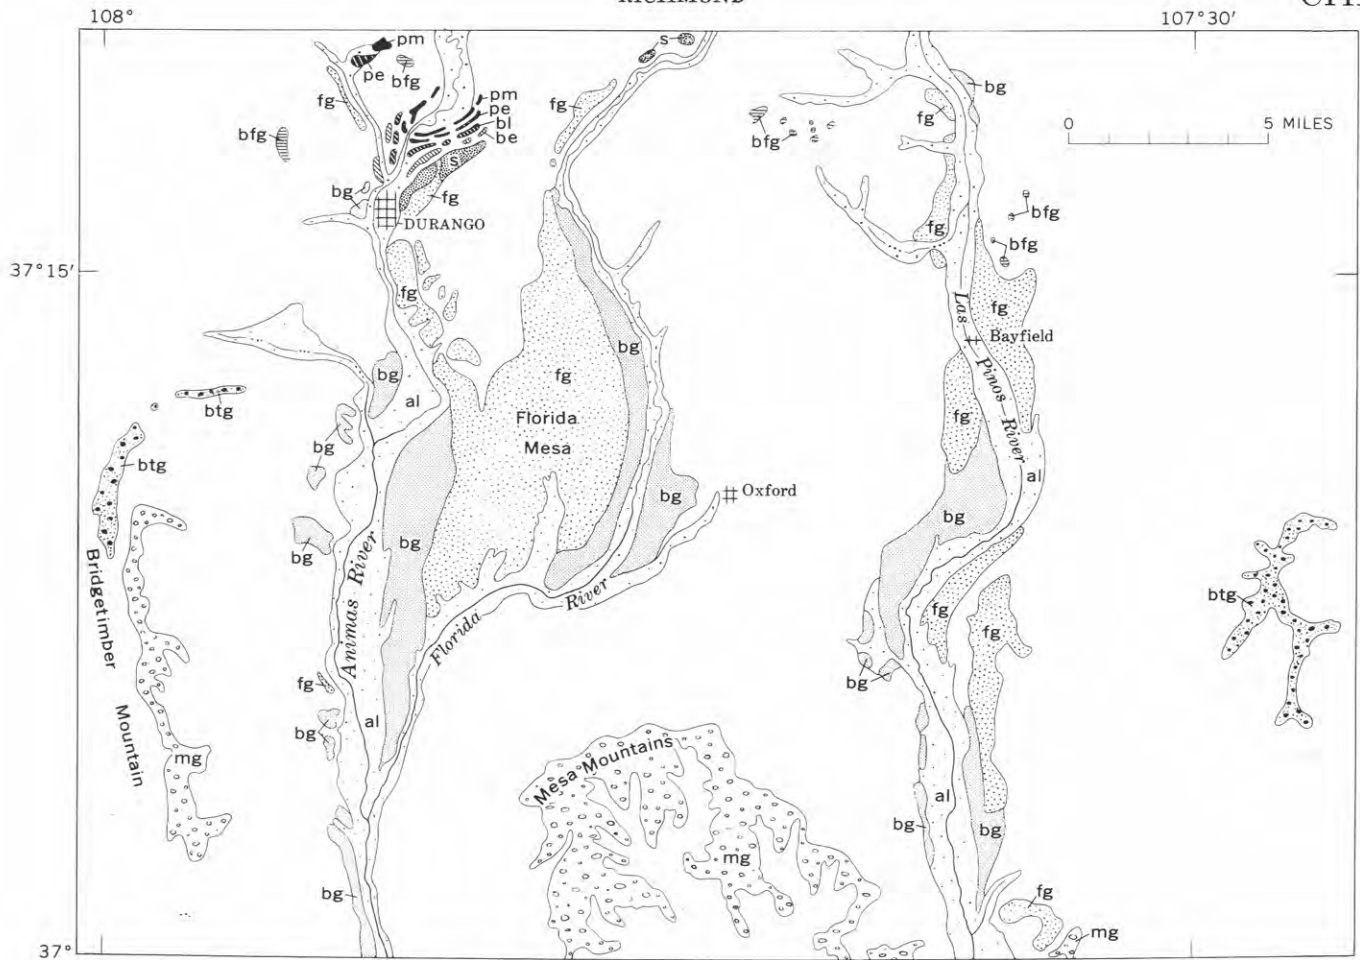 108°
107°30'
pm
pe
bfg
s
fg
bg
fg
fg
pm
pe
bl
be
0 5 MILES
bfg
bfg
s
bg
fg
DURANGO
bfg
fg
bfg
37°15'
fg
fg
Las Pinos River
Bayfield
bg
bg
fg
al
Florida
Mesa
btg
fg
bg
btg
al
bg
Oxford
bg
bg
bg
Animas River
Bridgetimber
Mountain
Florida River
btg
fg
fg
bg
fg
al
bg
mg
Mesa Mountains
al
bg
bg
mg
bg
fg
mg
37°